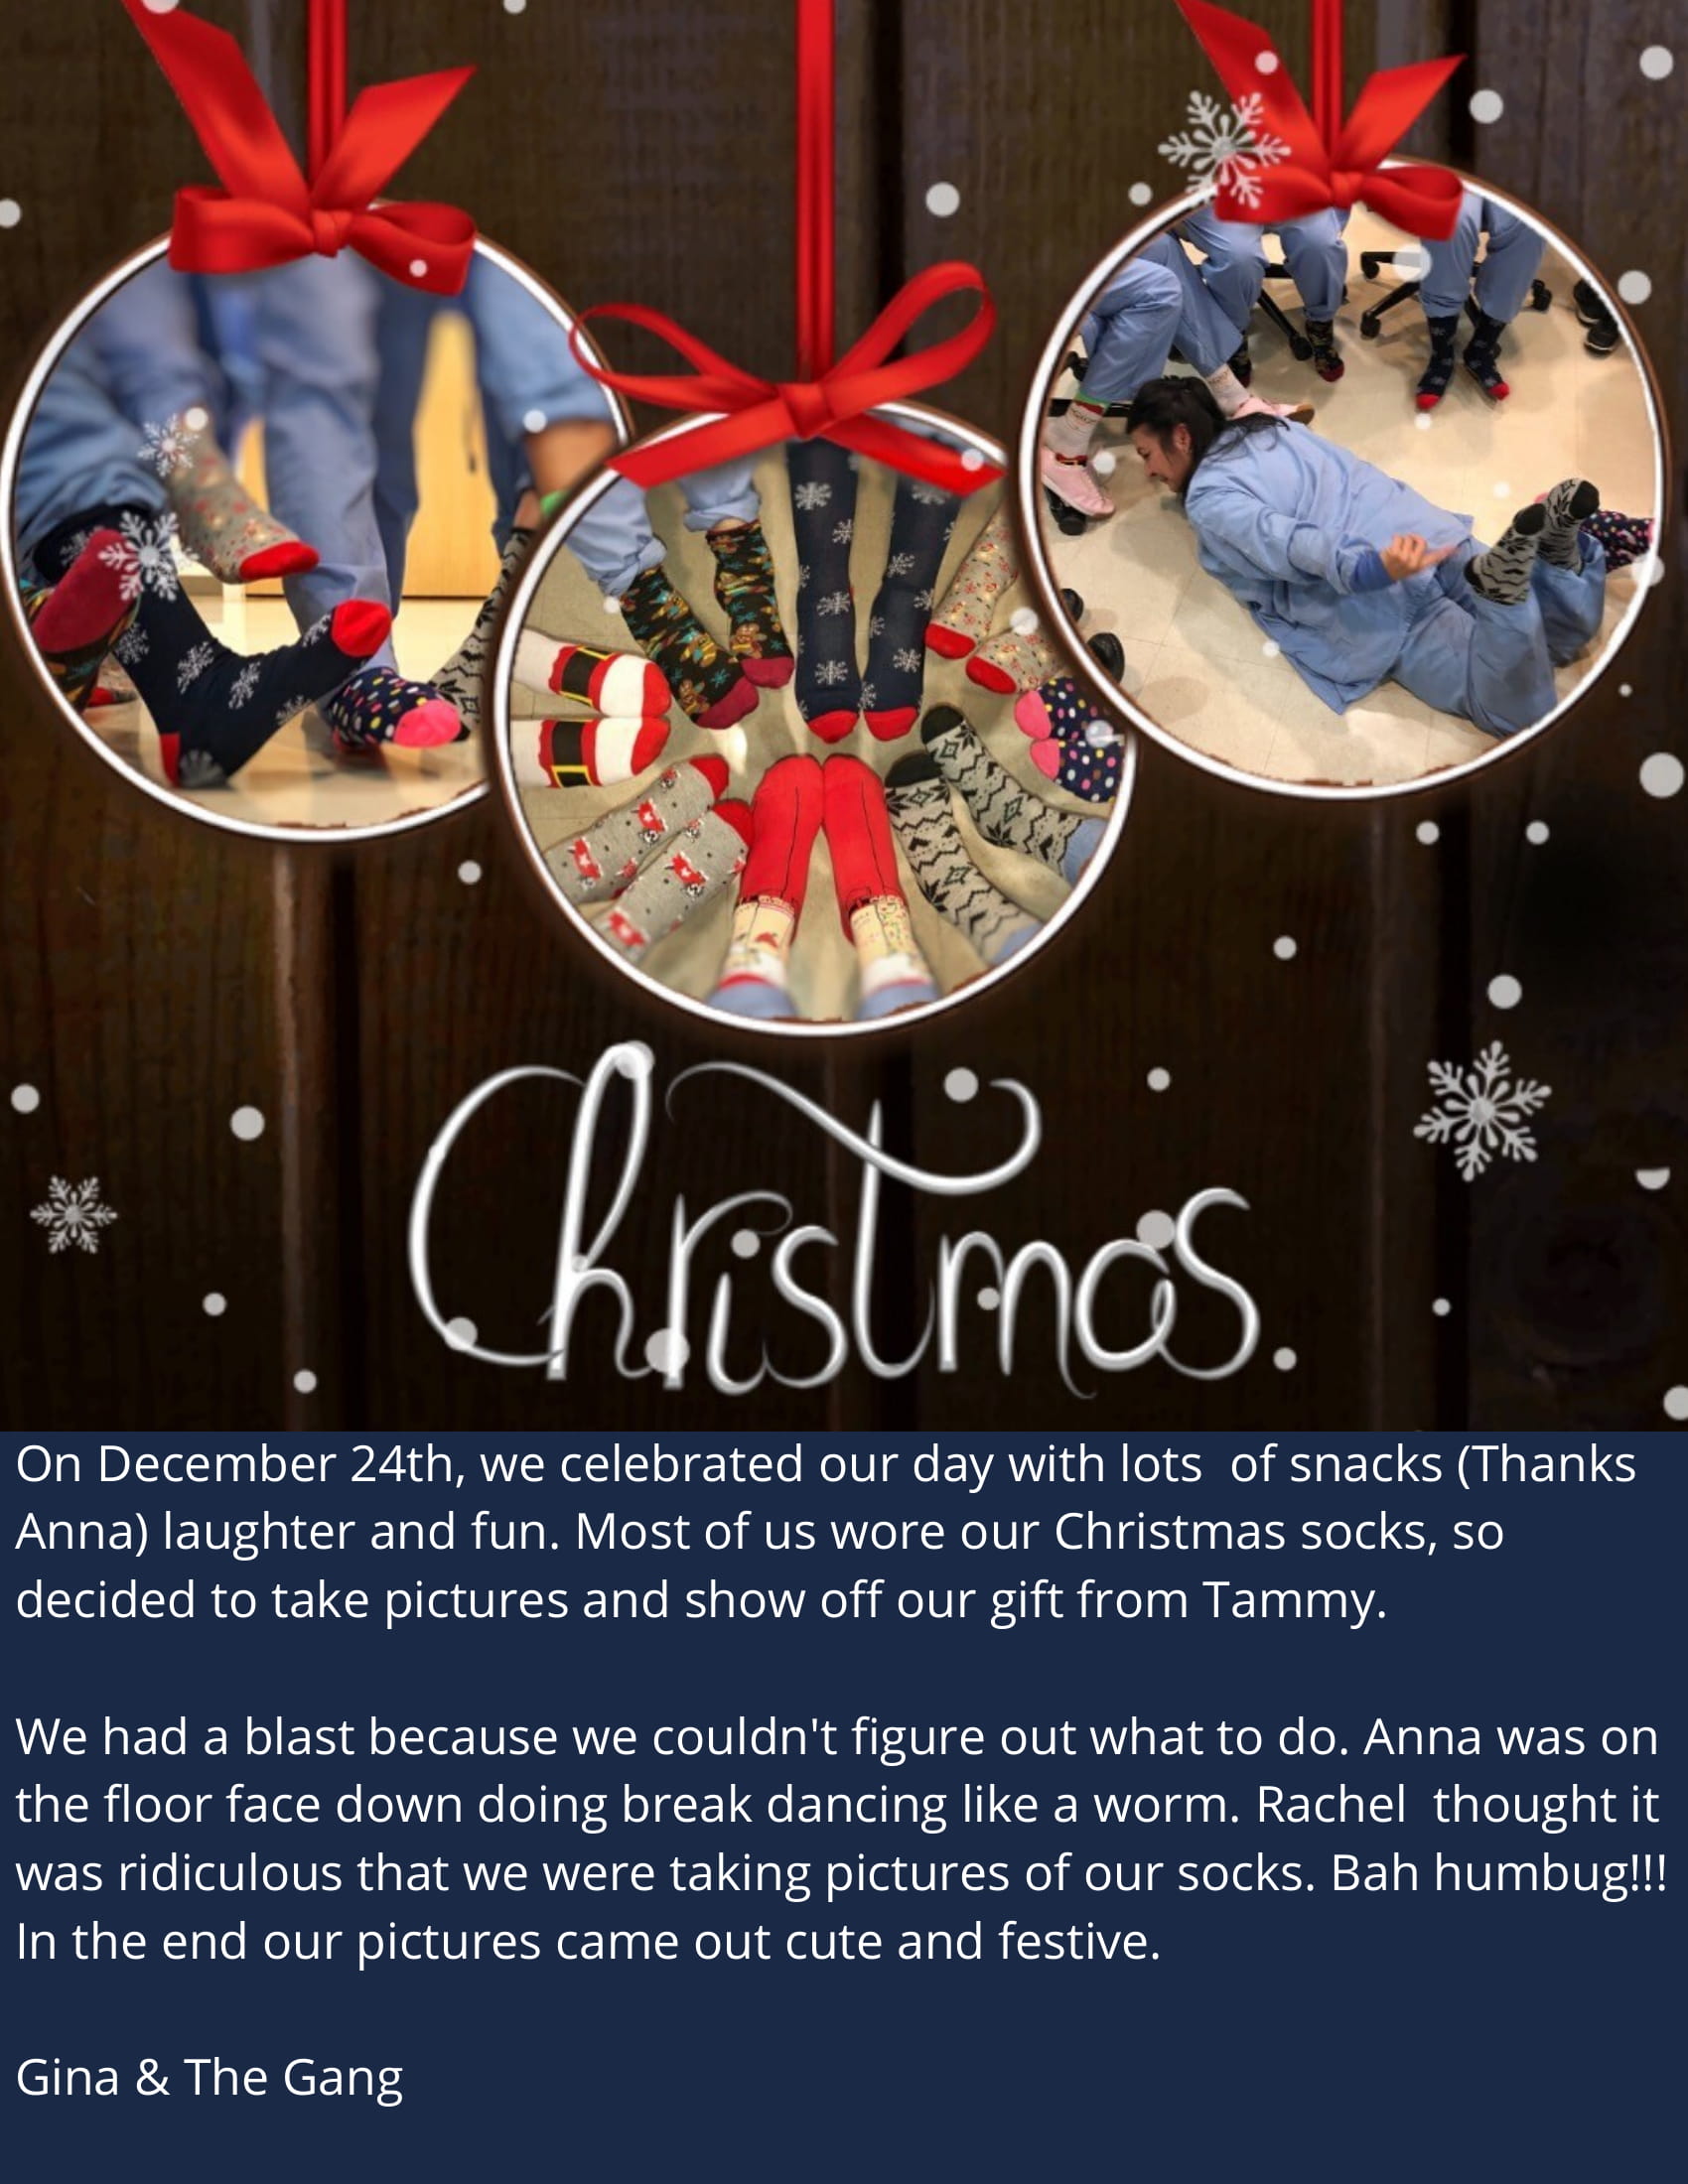 Christmas.
On December 24th, we celebrated our day with lots  of snacks (Thanks
Anna) laughter and fun. Most of us wore our Christmas socks, so
decided to take pictures and show off our gift from Tammy.
We had a blast because we couldn't figure out what to do. Anna was on
the floor face down doing break dancing like a worm. Rachel  thought it
was ridiculous that we were taking pictures of our socks. Bah humbug!!!
In the end our pictures came out cute and festive.
Gina & The Gang